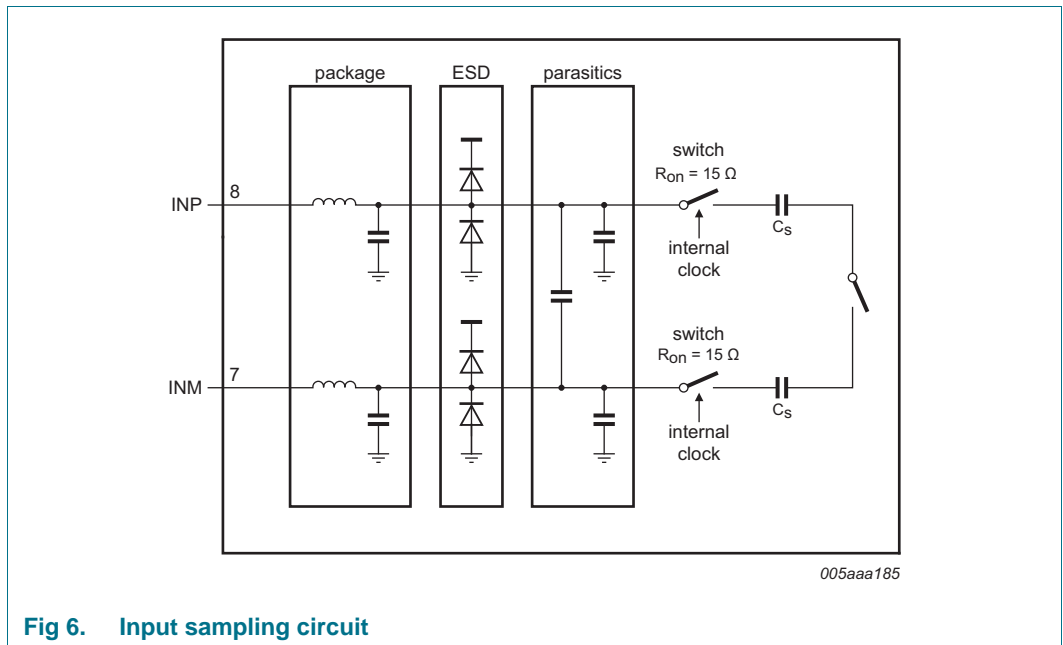 package
ESD
parasitics
switch
Ron = 15 Ω
INP
8
internal
clock
Cs
switch
Ron = 15 Ω
INM
7
internal
clock
Cs
005aaa185
Fig 6. Input sampling circuit